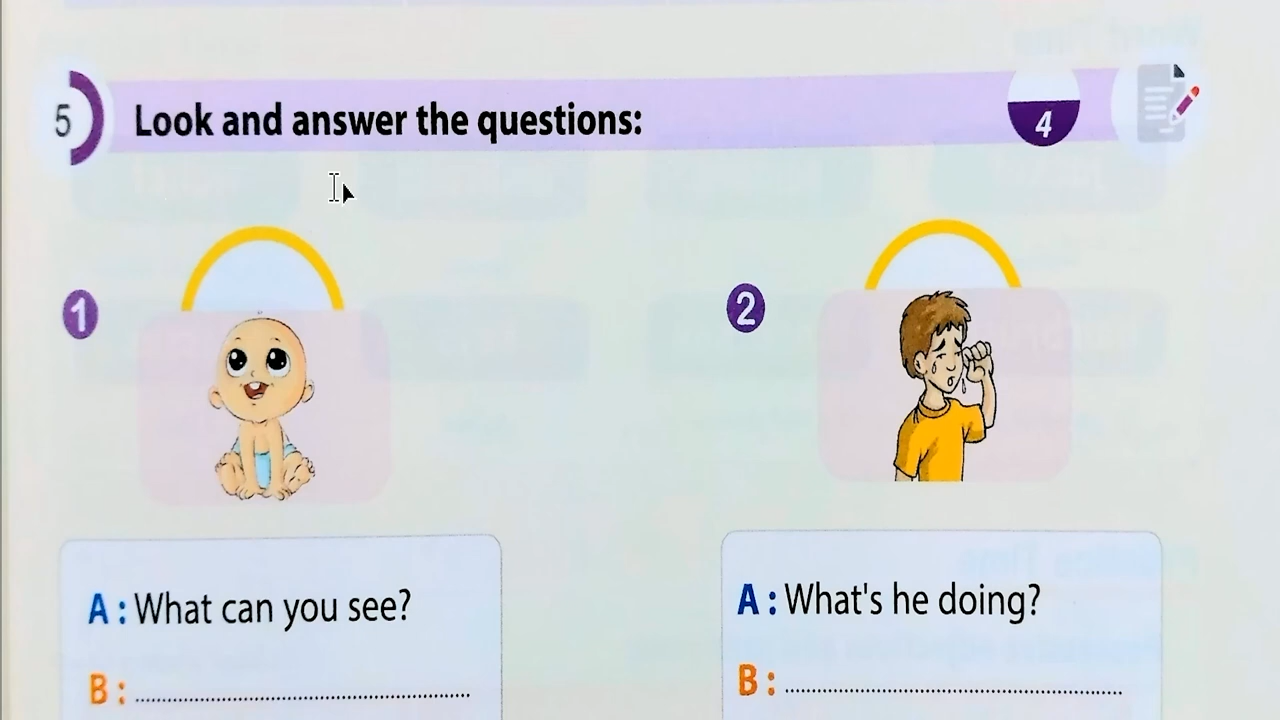 5 Look and answer the questions: 4
1
2
A : What can you see?
B :
A : What's he doing?
B :